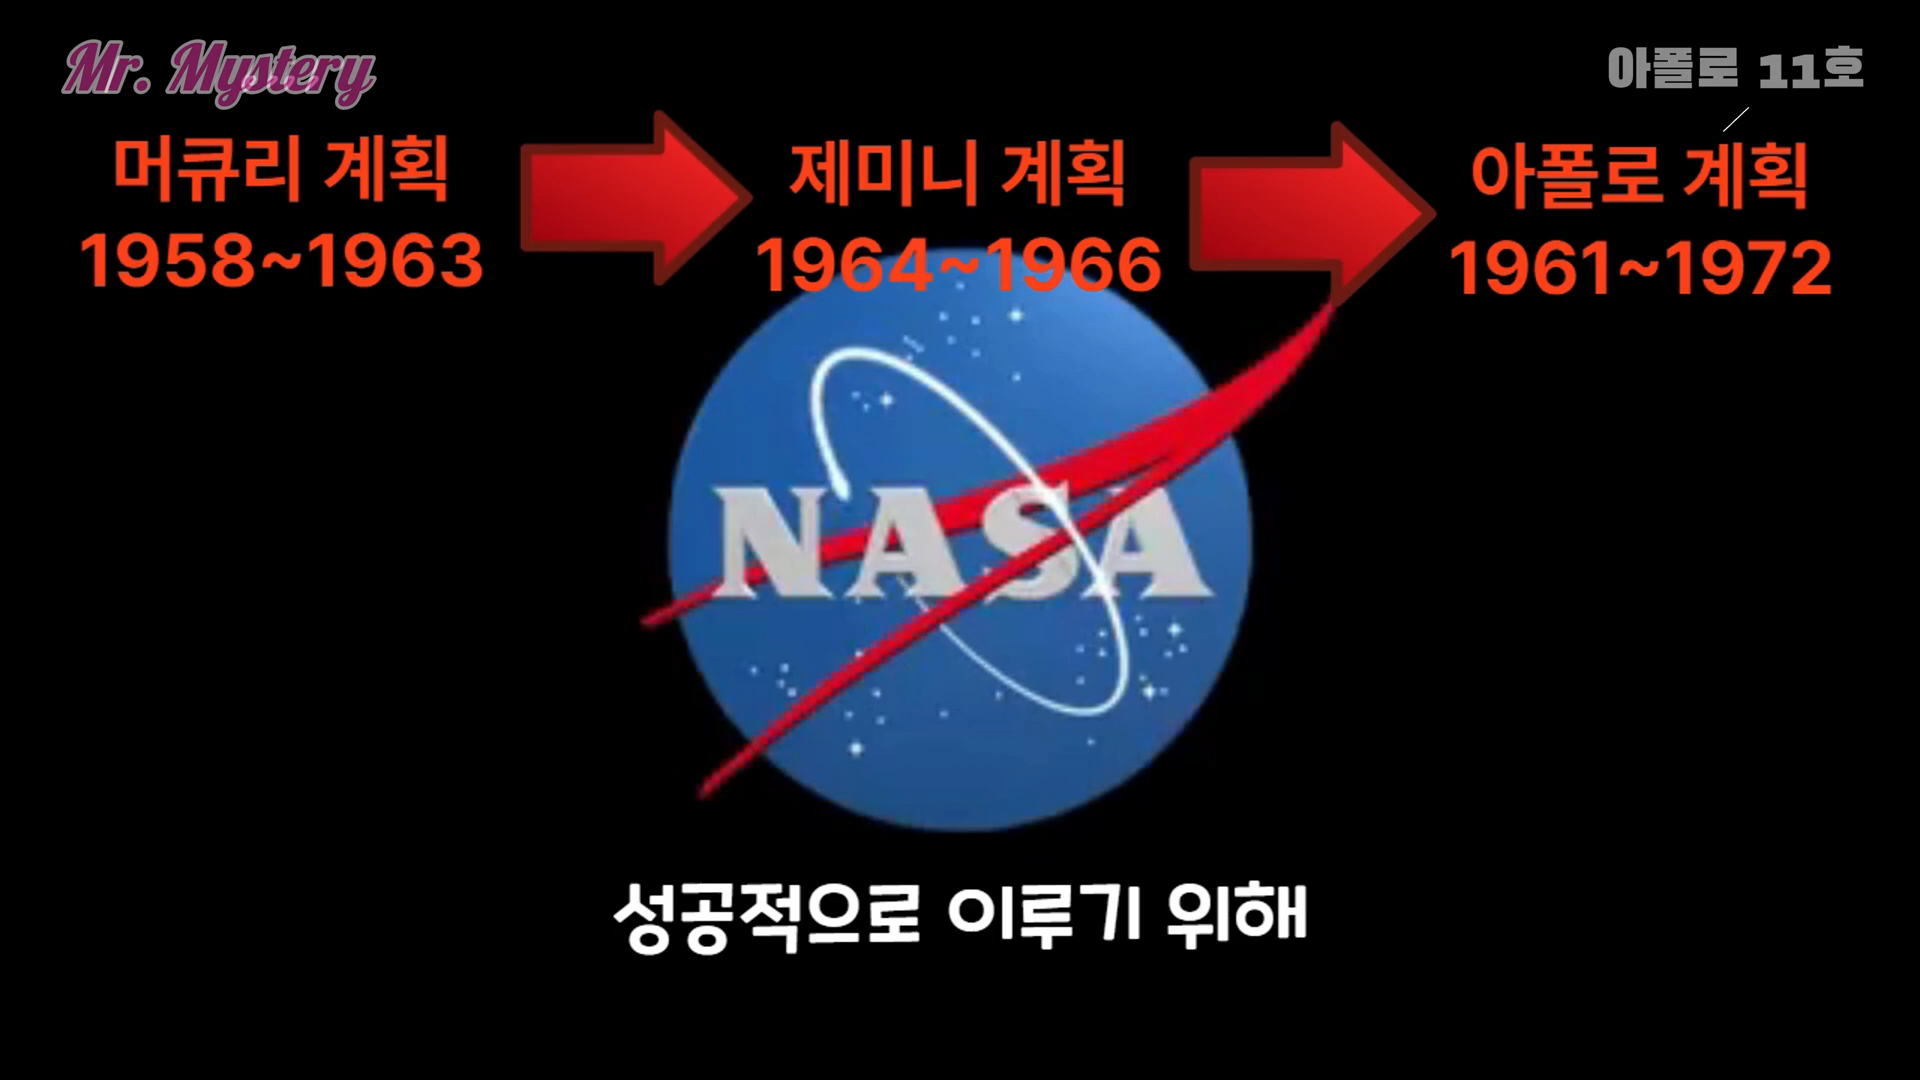 Mr. Mystery
아폴로 11호
머큐리 계획
1958~1963
제미니 계획
1964~1966
아폴로 계획
1961~1972
NASA
성공적으로 이루기 위해